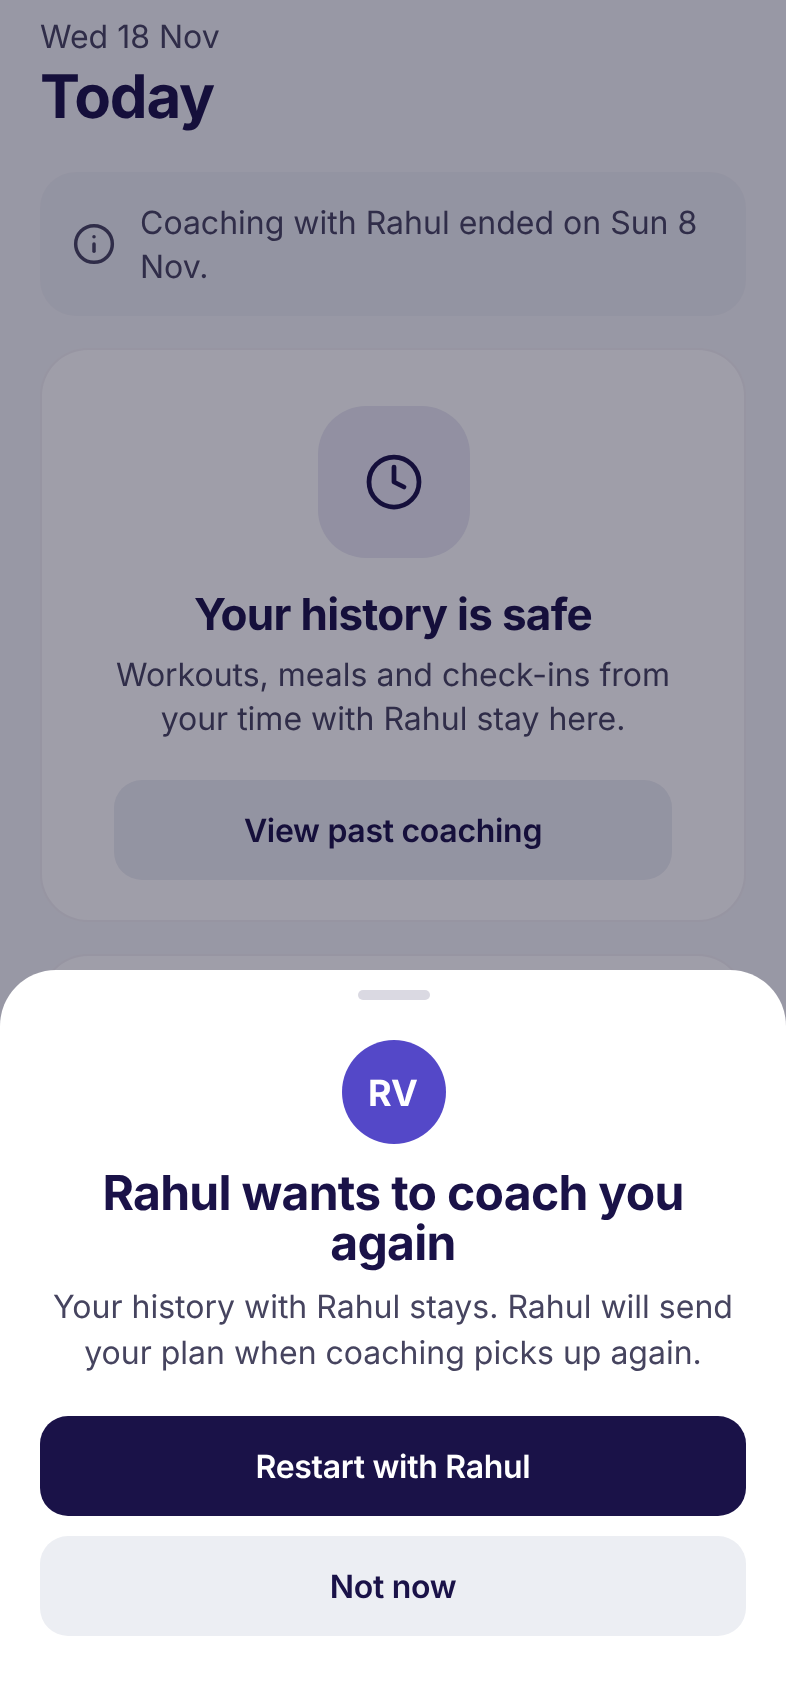 Wed 18 Nov
Today
Coaching with Rahul ended on Sun 8
Nov.
Your history is safe
Workouts, meals and check-ins from
your time with Rahul stay here.
View past coaching
RV
Rahul wants to coach you
again
Your history with Rahul stays. Rahul will send
your plan when coaching picks up again.
Restart with Rahul
Not now